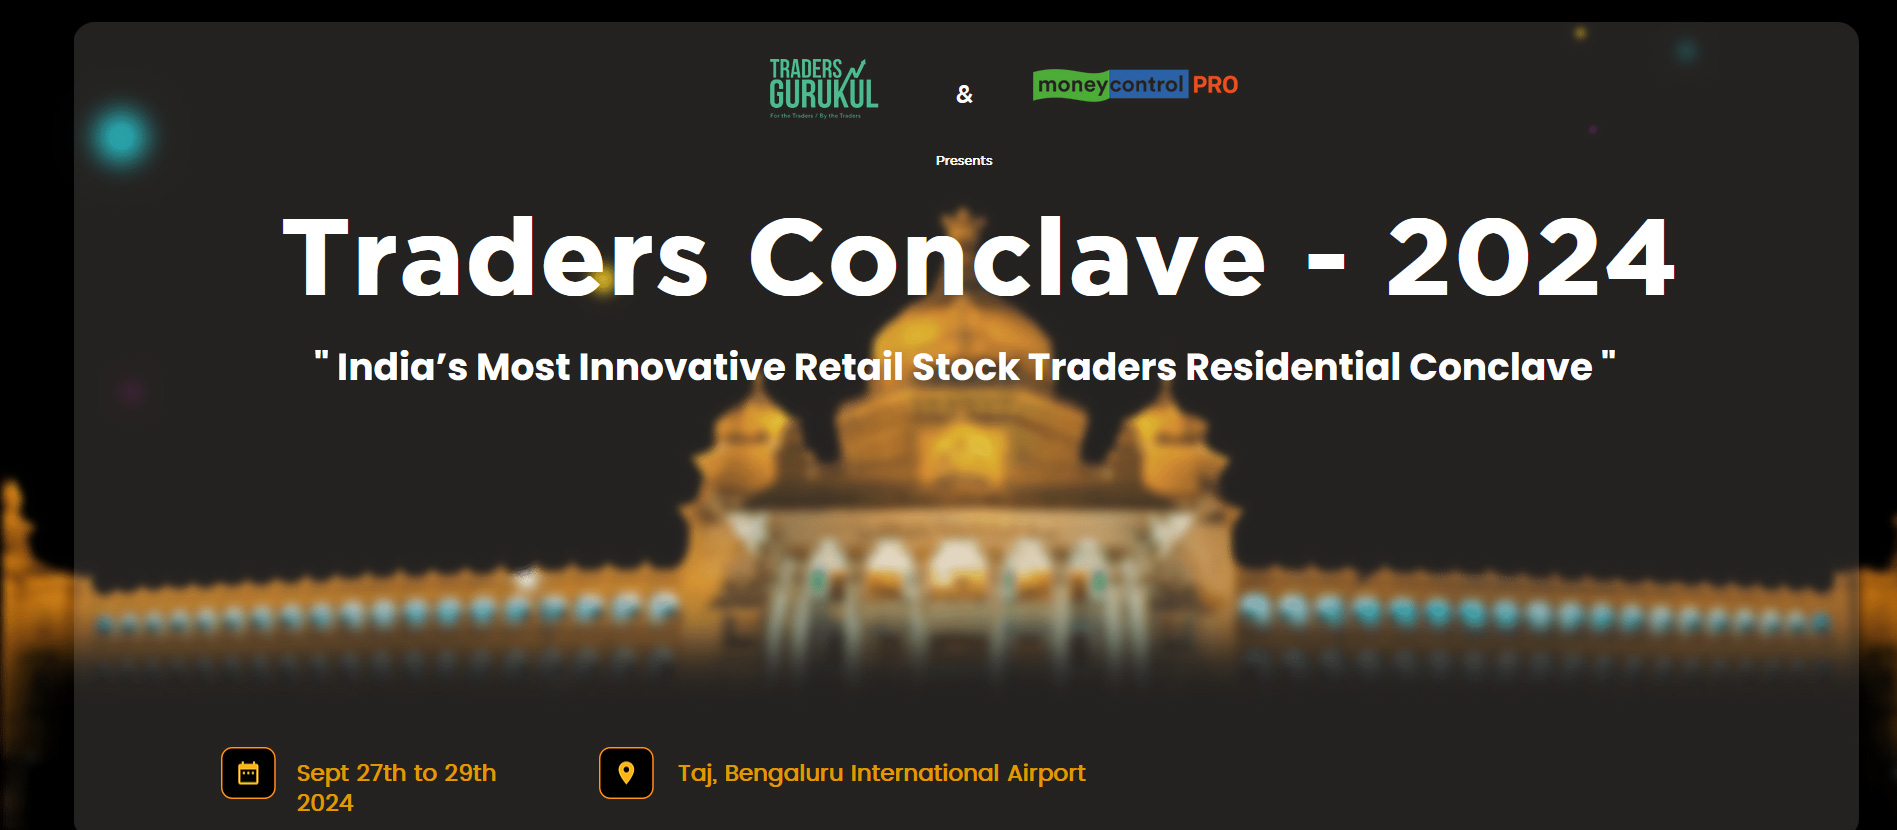 TRADERS
GURUKUL
For the Traders / By the Traders
&
moneycontrol PRO
Presents
Traders Conclave - 2024
" India’s Most Innovative Retail Stock Traders Residential Conclave "
Sept 27th to 29th
2024
Taj, Bengaluru International Airport